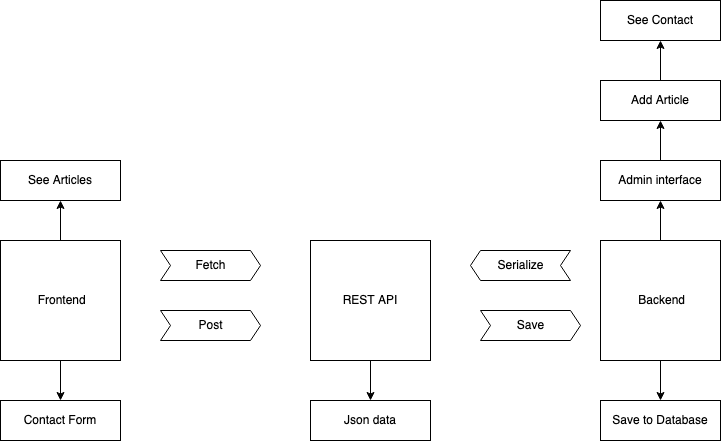 See Contact
Add Article
See Articles
Admin interface
Fetch
Serialize
Frontend
REST API
Backend
Post
Save
Contact Form
Json data
Save to Database